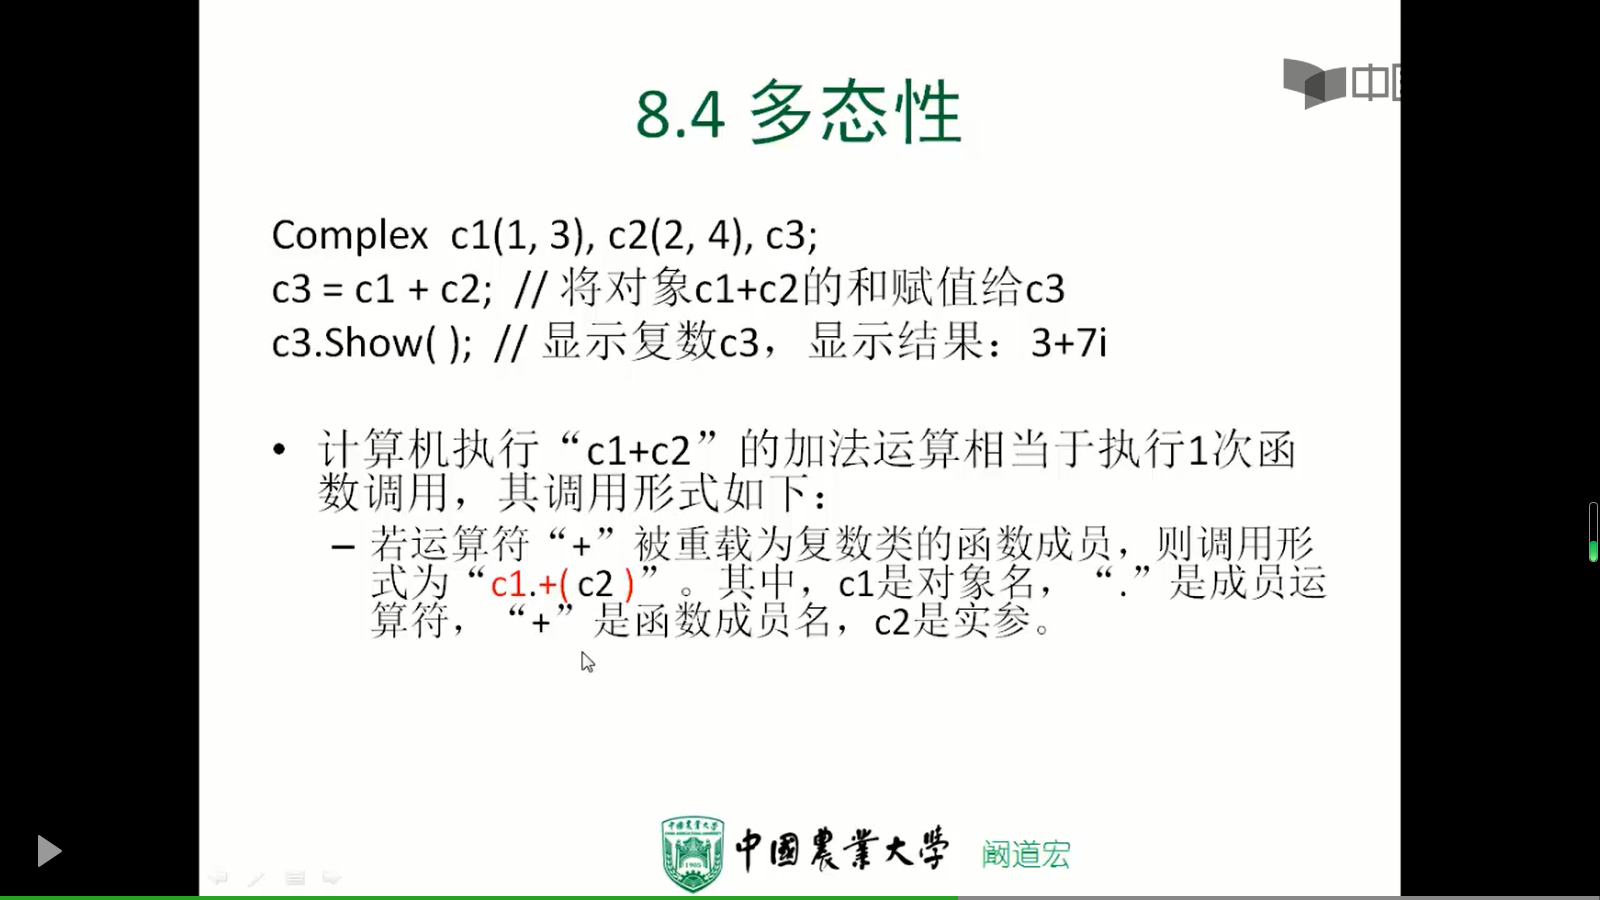 中
8.4 多态性
Complex  c1(1, 3), c2(2, 4), c3;
c3 = c1 + c2;  // 将对象c1+c2的和赋值给c3
c3.Show( );  // 显示复数c3，显示结果：3+7i
• 计算机执行“c1+c2”的加法运算相当于执行1次函
数调用，其调用形式如下：
– 若运算符“+”被重载为复数类的函数成员，则调用形
式为“c1.+( c2 )”。其中，c1是对象名，“.”是成员运
算符，“+”是函数成员名，c2是实参。
中國農業大学 阚道宏